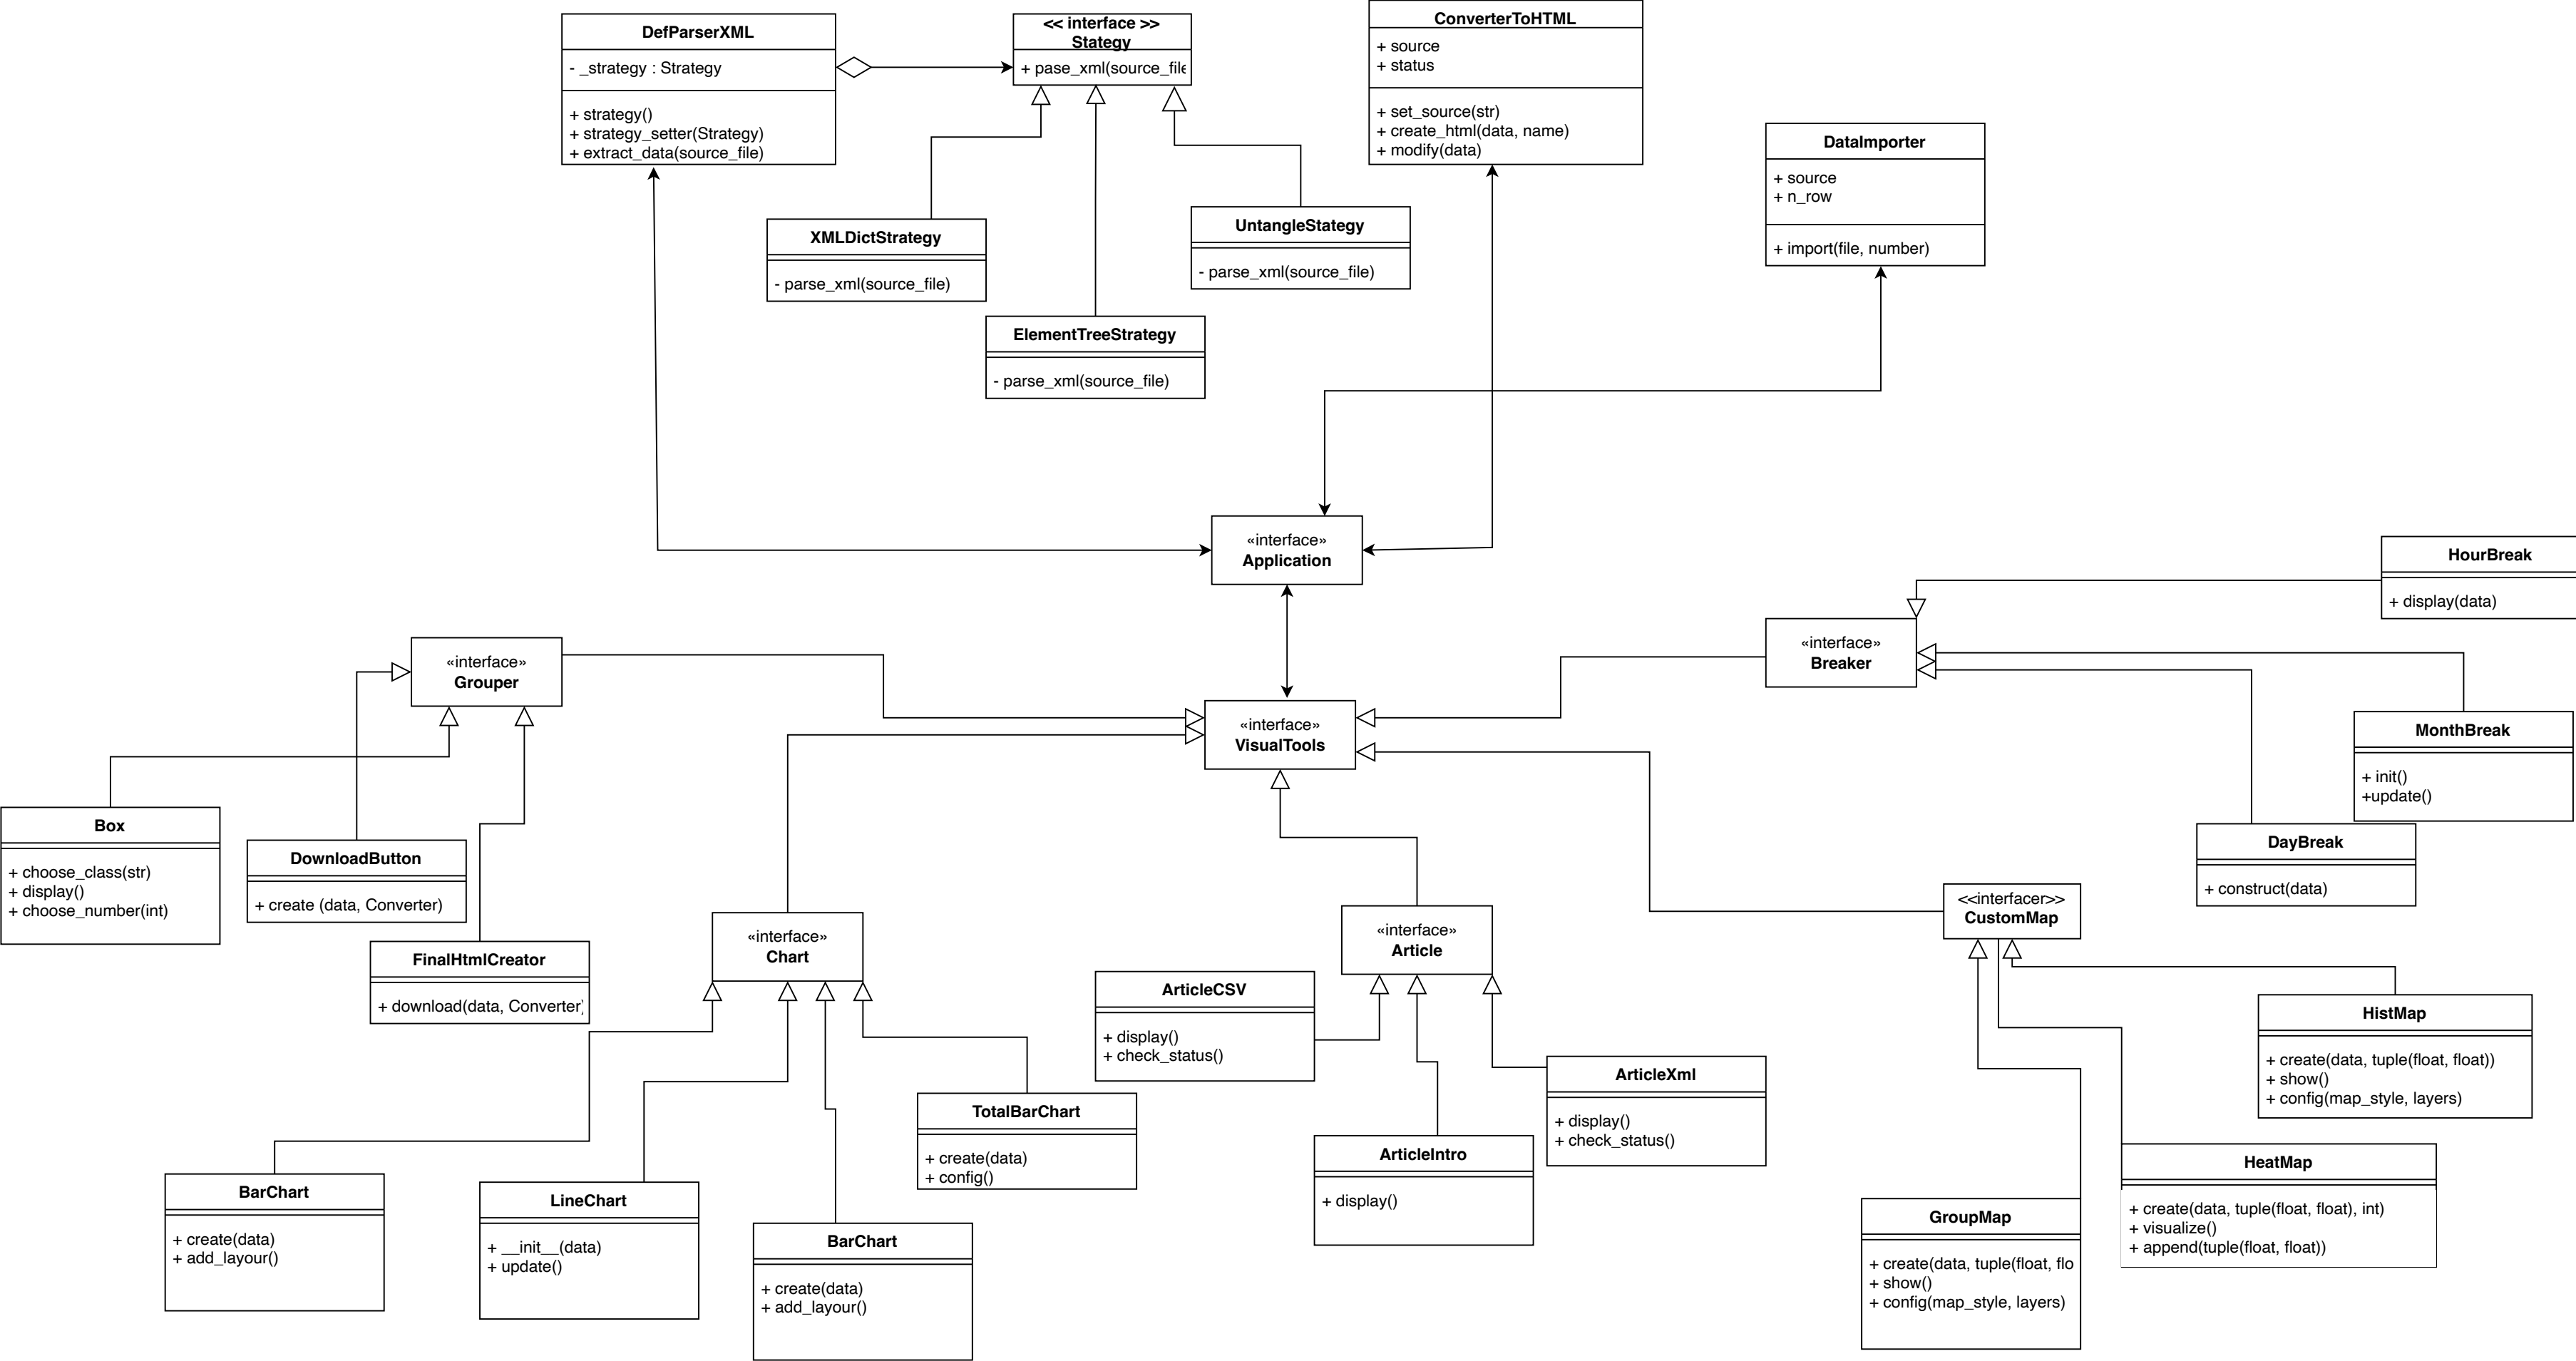 DefParserXML
- _strategy : Strategy
+ strategy()
+ strategy_setter(Strategy)
+ extract_data(source_file)
<< interface >>
Stategy
+ pase_xml(source_file
ConverterToHTML
+ source
+ status
+ set_source(str)
+ create_html(data, name)
+ modify(data)
DataImporter
+ source
+ n_row
+ import(file, number)
XMLDictStrategy
- parse_xml(source_file)
UntangleStategy
- parse_xml(source_file)
ElementTreeStrategy
- parse_xml(source_file)
«interface»
Application
HourBreak
+ display(data)
«interface»
Grouper
«interface»
Breaker
«interface»
VisualTools
MonthBreak
+ init()
+update()
Box
+ choose_class(str)
+ display()
+ choose_number(int)
DownloadButton
+ create (data, Converter)
DayBreak
+ construct(data)
FinalHtmlCreator
+ download(data, Converter)
«interface»
Chart
«interface»
Article
<<interfacer>>
CustomMap
ArticleCSV
+ display()
+ check_status()
HistMap
+ create(data, tuple(float, float))
+ show()
+ config(map_style, layers)
TotalBarChart
+ create(data)
+ config()
ArticleXml
+ display()
+ check_status()
ArticleIntro
+ display()
HeatMap
+ create(data, tuple(float, float), int)
+ visualize()
+ append(tuple(float, float))
BarChart
+ create(data)
+ add_layour()
LineChart
+ __init__(data)
+ update()
BarChart
+ create(data)
+ add_layour()
GroupMap
+ create(data, tuple(float, flo
+ show()
+ config(map_style, layers)